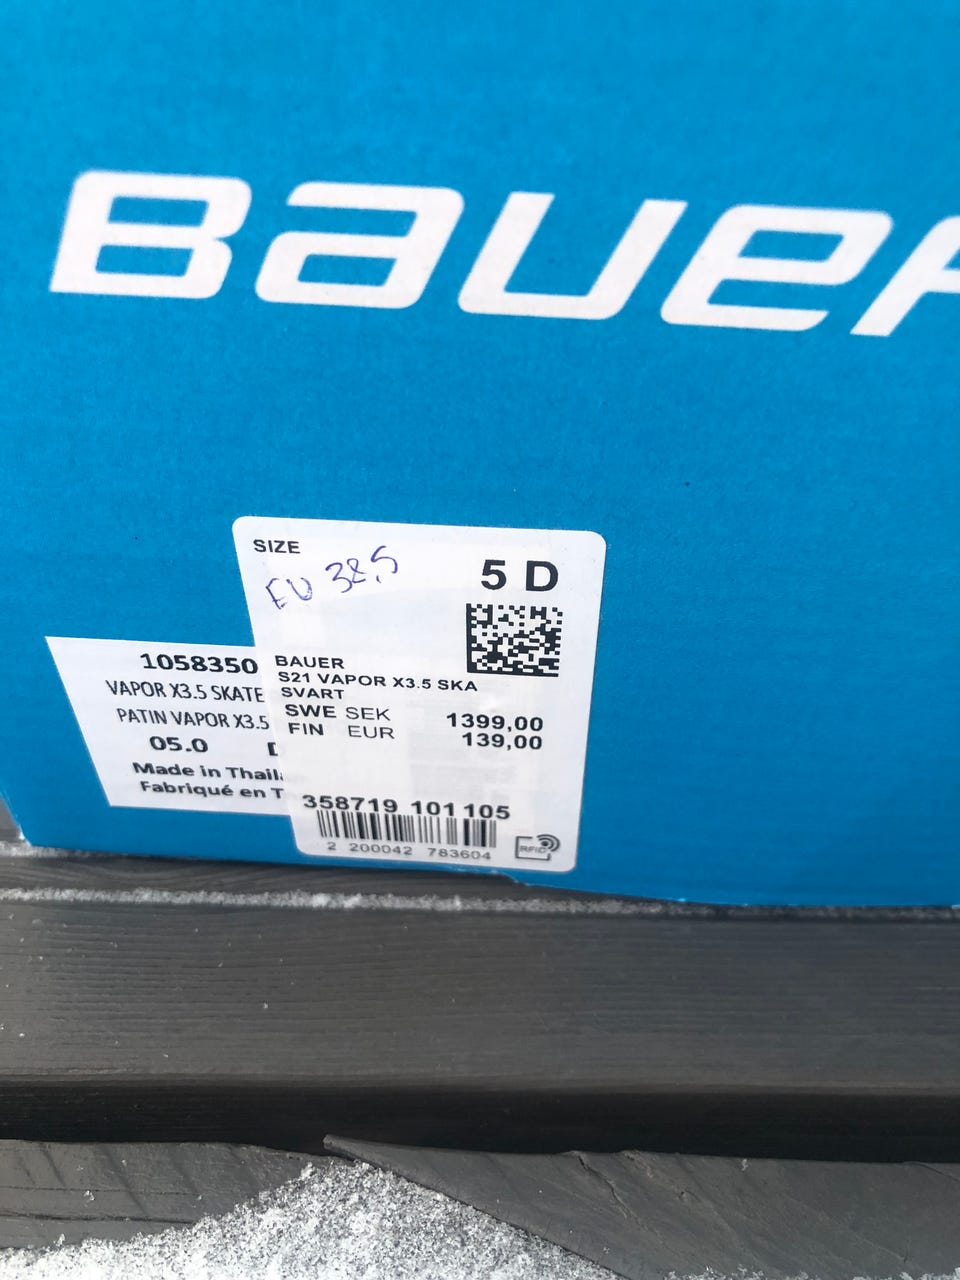 BAUER
SIZE
EU 38,5
5 D
1058350
VAPOR X3.5 SKATE
PATIN VAPOR X3.5
05.0
Made in Thail
Fabriqué en T
BAUER
S21 VAPOR X3.5 SKA
SVART
SWE SEK 1399,00
FIN EUR 139,00
358719 101105
2 200042 783604
RFID